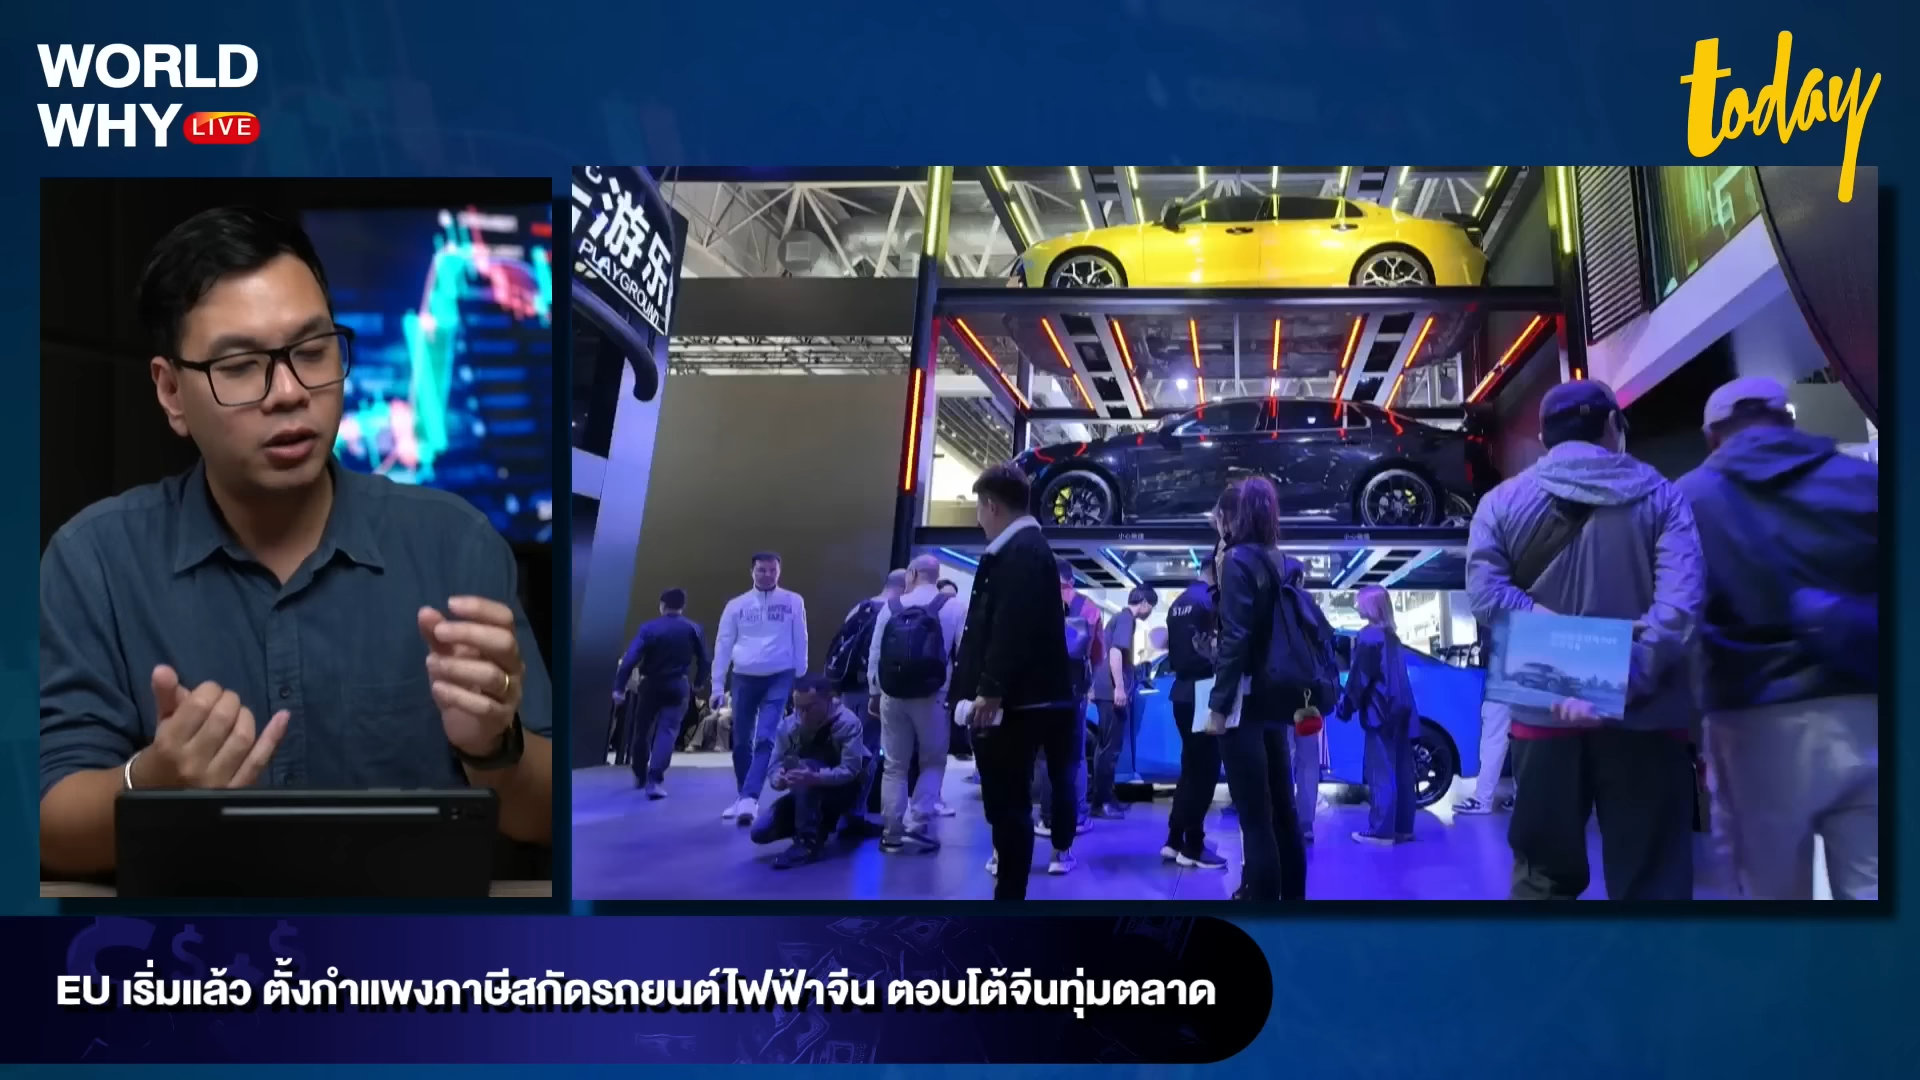 WORLD
WHY LIVE
today
游乐
PLAYGROUND
STAFF
EU เริ่มแล้ว ตั้งกำแพงภาษีสกัดรถยนต์ไฟฟ้าจีน ตอบโต้จีนทุ่มตลาด